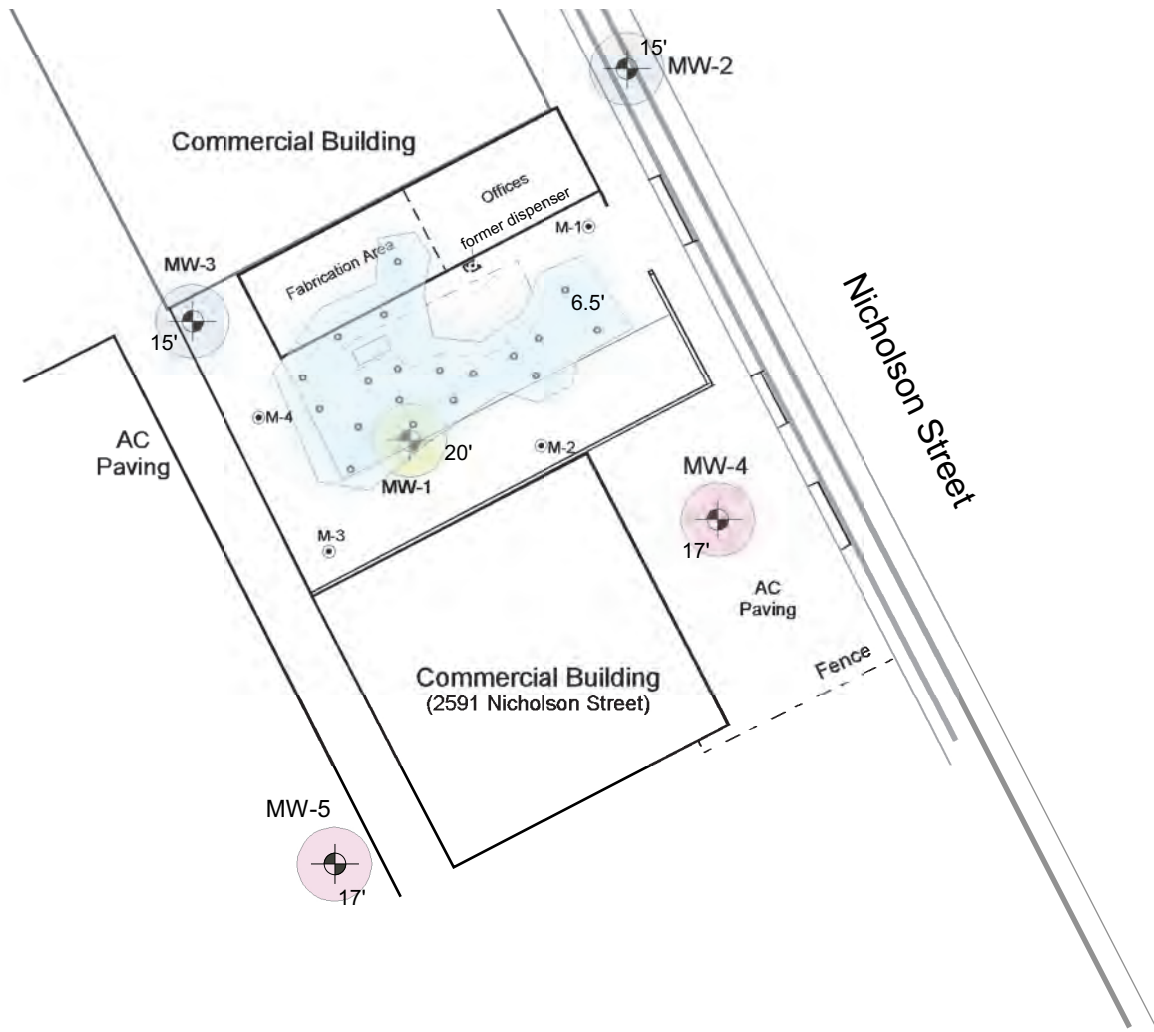 15'
MW-2
Commercial Building
Offices
former dispenser
M-1
Fabrication Area
MW-3
15'
6.5'
Nicholson Street
M-4
AC
Paving
20'
M-2
MW-1
MW-4
17'
M-3
AC
Paving
Fence
Commercial Building
(2591 Nicholson Street)
MW-5
17'